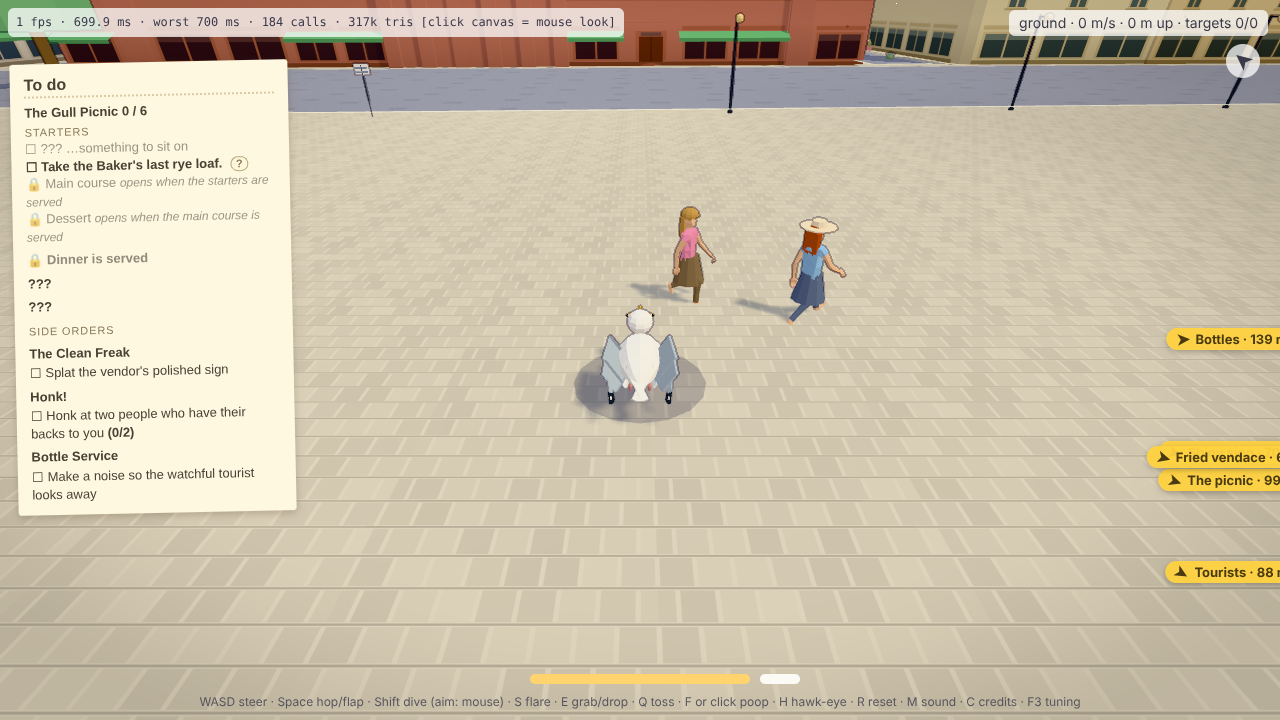 1 fps · 699.9 ms · worst 700 ms · 184 calls · 317k tris [click canvas = mouse look]
ground · 0 m/s · 0 m up · targets 0/0
To do
The Gull Picnic 0 / 6
STARTERS
☐ ??? …something to sit on
☐ Take the Baker's last rye loaf. ?
🔒 Main course opens when the starters are
served
🔒 Dessert opens when the main course is
served
🔒 Dinner is served
???
???
SIDE ORDERS
The Clean Freak
☐ Splat the vendor's polished sign
Honk!
☐ Honk at two people who have their
backs to you (0/2)
Bottle Service
☐ Make a noise so the watchful tourist
looks away
Bottles · 139
Fried vendace ·
The picnic · 99
Tourists · 88
WASD steer · Space hop/flap · Shift dive (aim: mouse) · S flare · E grab/drop · Q toss · F or click poop · H hawk-eye · R reset · M sound · C credits · F3 tuning